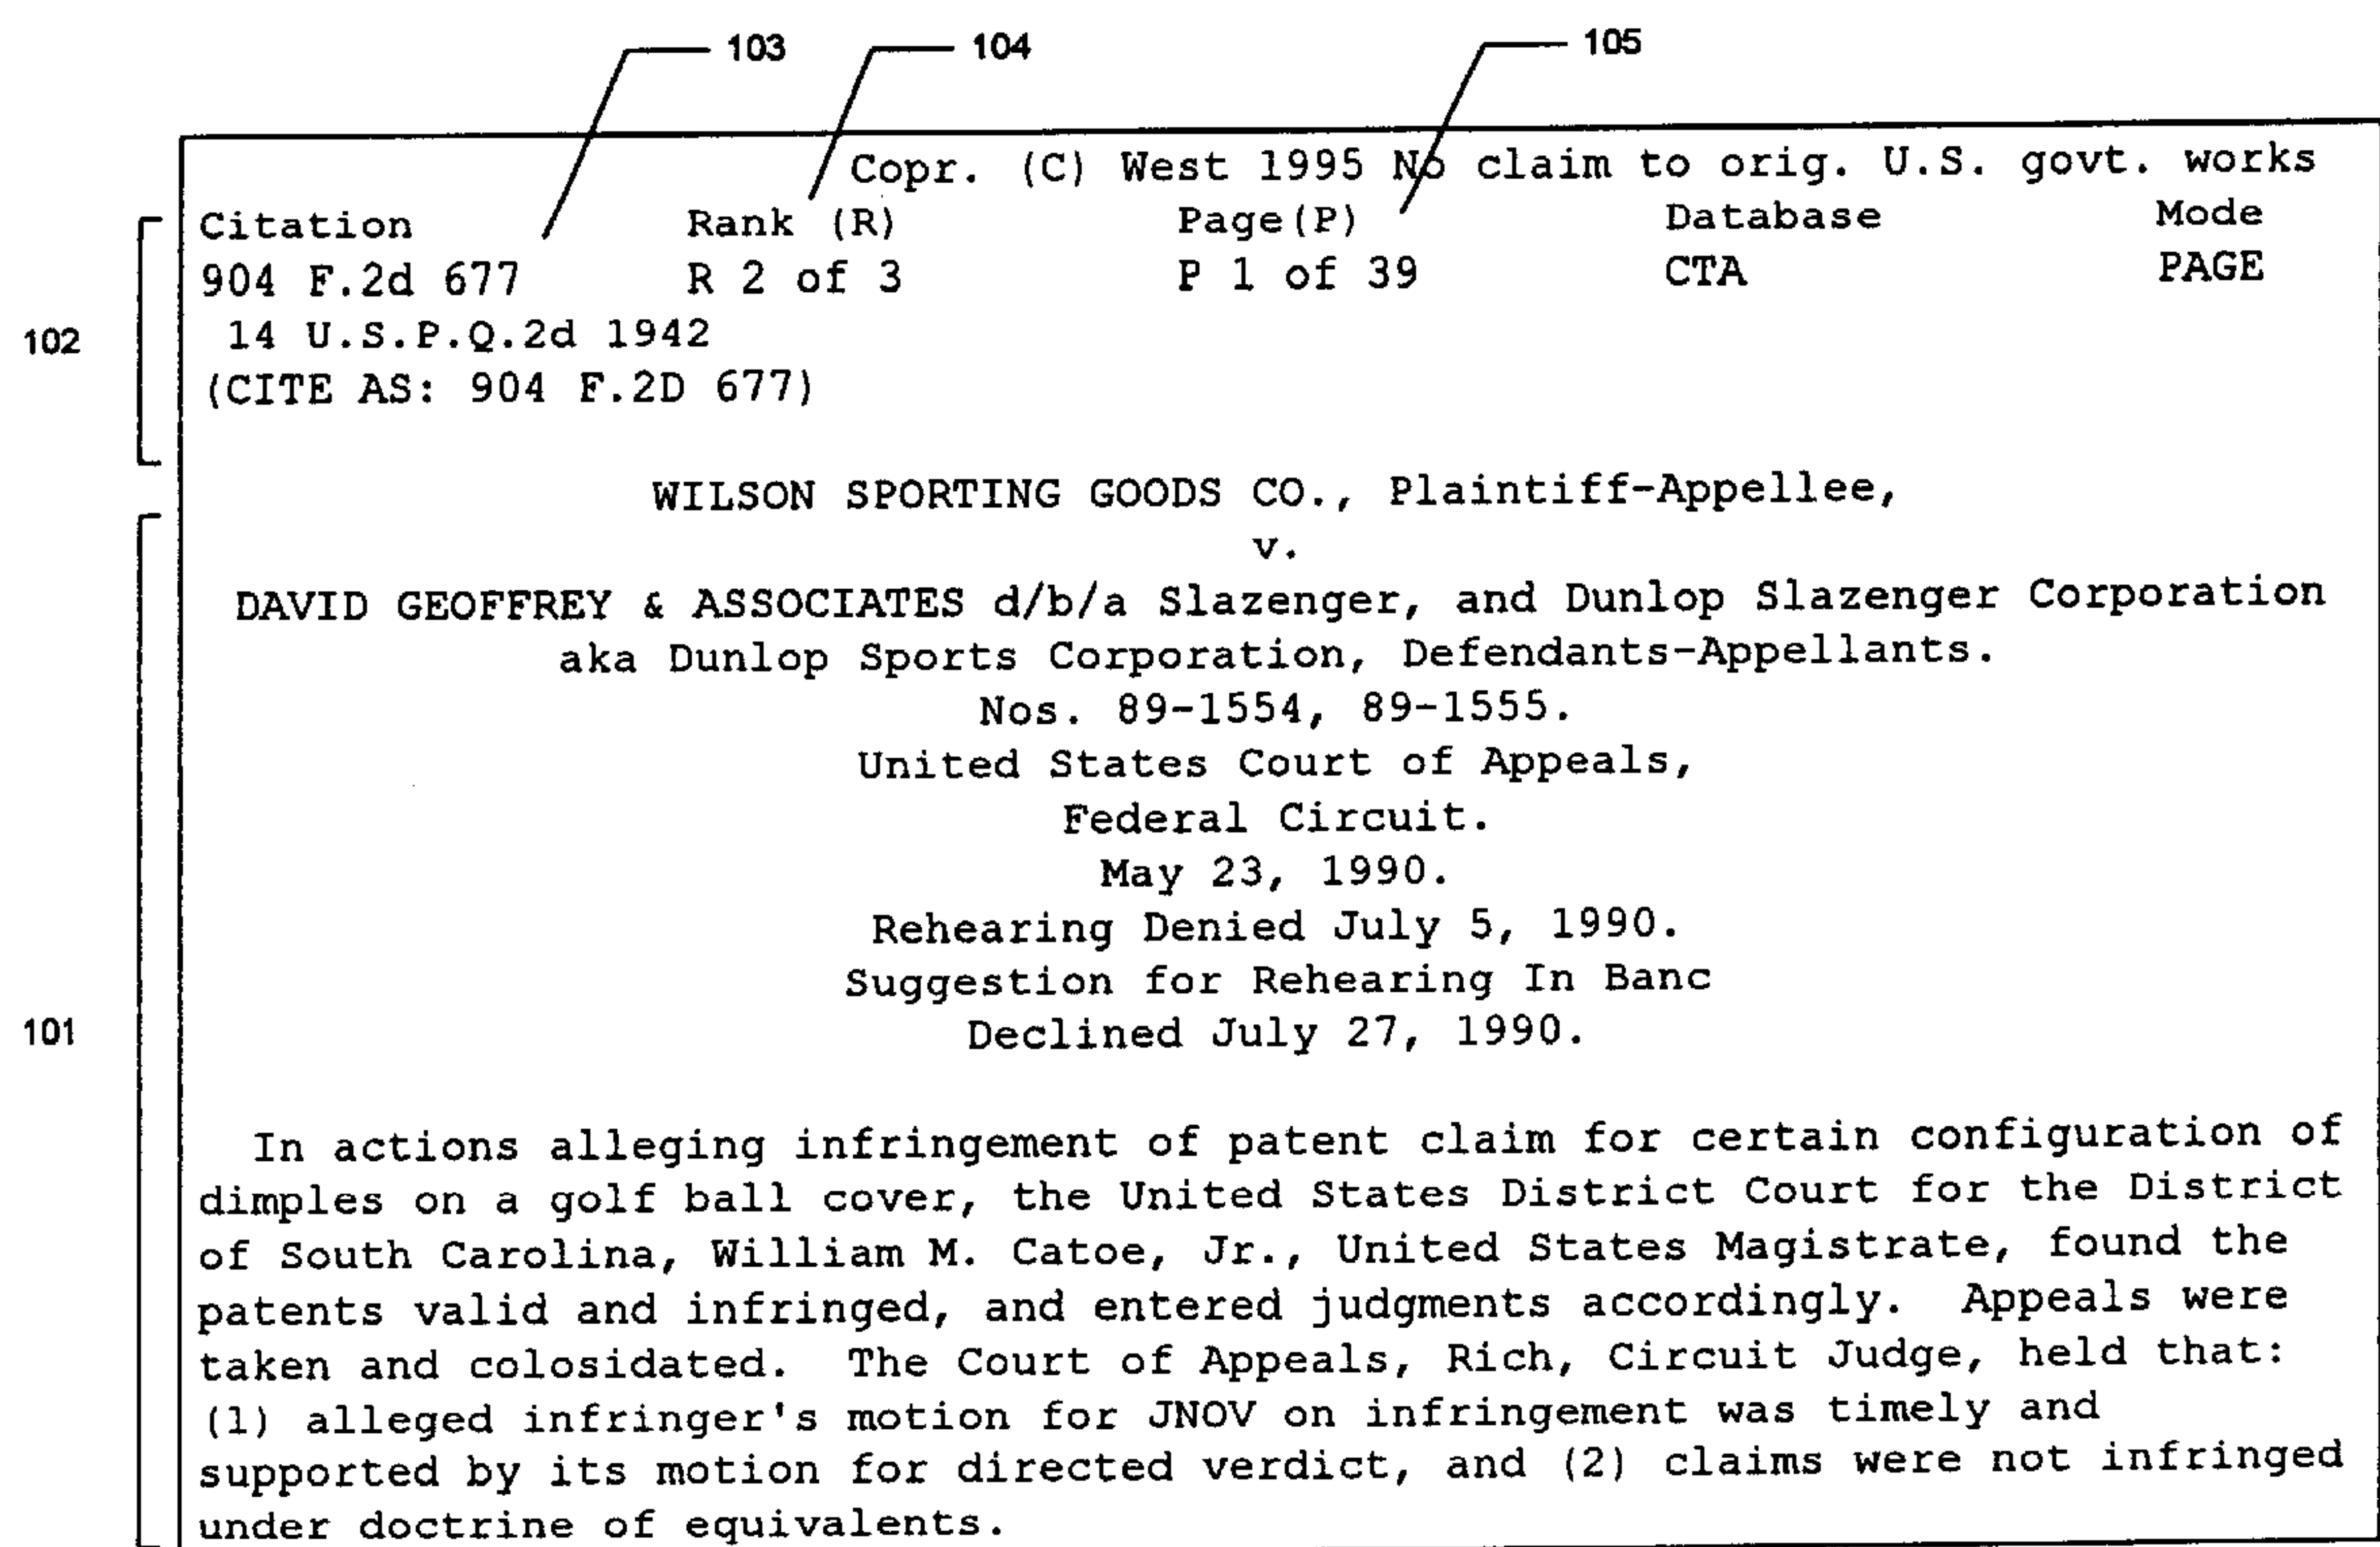 103 104 105
Copr. (C) West 1995 No claim to orig. U.S. govt. works
Citation Rank (R) Page(P) Database Mode
904 F.2d 677 R 2 of 3 P 1 of 39 CTA PAGE
102 14 U.S.P.Q.2d 1942
(CITE AS: 904 F.2D 677)
WILSON SPORTING GOODS CO., Plaintiff-Appellee,
v.
DAVID GEOFFREY & ASSOCIATES d/b/a Slazenger, and Dunlop Slazenger Corporation
aka Dunlop Sports Corporation, Defendants-Appellants.
Nos. 89-1554, 89-1555.
United States Court of Appeals,
Federal Circuit.
May 23, 1990.
Rehearing Denied July 5, 1990.
Suggestion for Rehearing In Banc
101 Declined July 27, 1990.
In actions alleging infringement of patent claim for certain configuration of
dimples on a golf ball cover, the United States District Court for the District
of South Carolina, William M. Catoe, Jr., United States Magistrate, found the
patents valid and infringed, and entered judgments accordingly. Appeals were
taken and colosidated. The Court of Appeals, Rich, Circuit Judge, held that:
(1) alleged infringer's motion for JNOV on infringement was timely and
supported by its motion for directed verdict, and (2) claims were not infringed
under doctrine of equivalents.